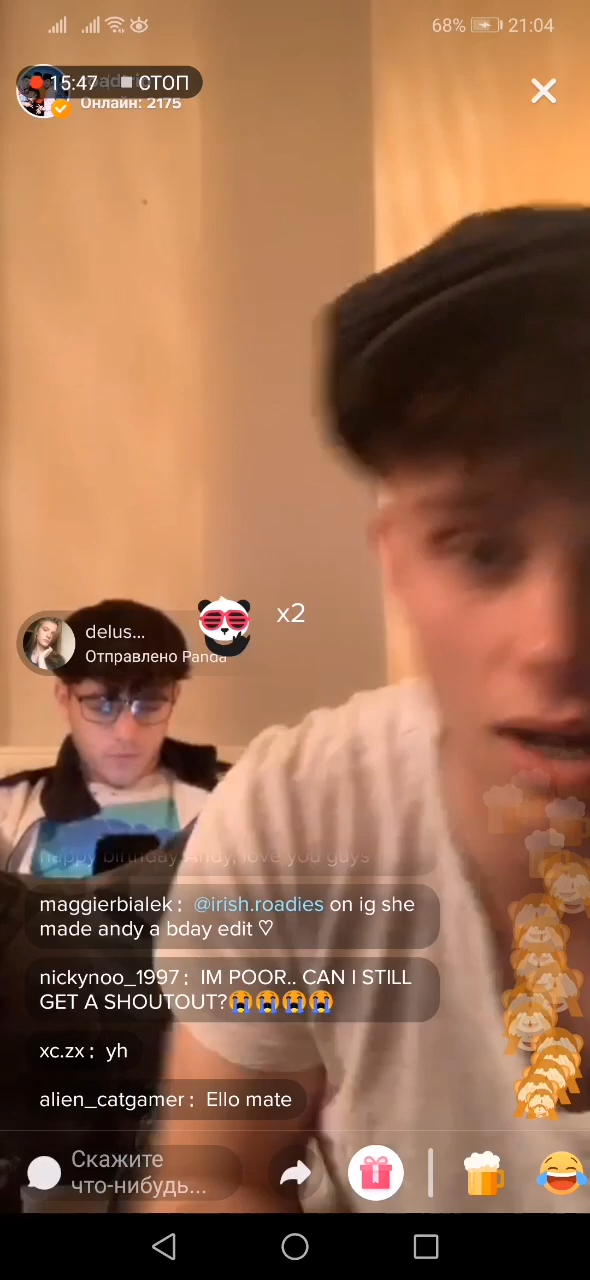 68% 21:04
15:47 СТОП
Онлайн: 2175
delus...
Отправлено Panda
x2
happy birthday Andy, love you guys
maggierbialek : @irish.roadies on ig she
made andy a bday edit ♡
nickynoo_1997 : IM POOR.. CAN I STILL
GET A SHOUTOUT?😭😭😭😭
xc.zx : yh
alien_catgamer : Ello mate
Скажите
что-нибудь...